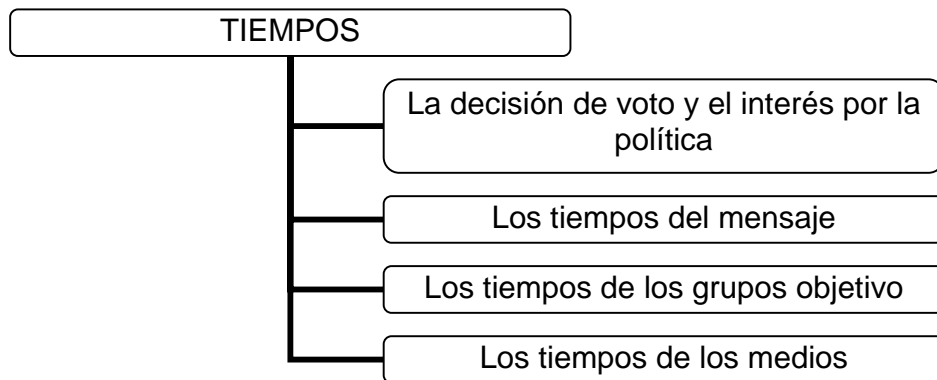 TIEMPOS
La decisión de voto y el interés por la
política
Los tiempos del mensaje
Los tiempos de los grupos objetivo
Los tiempos de los medios